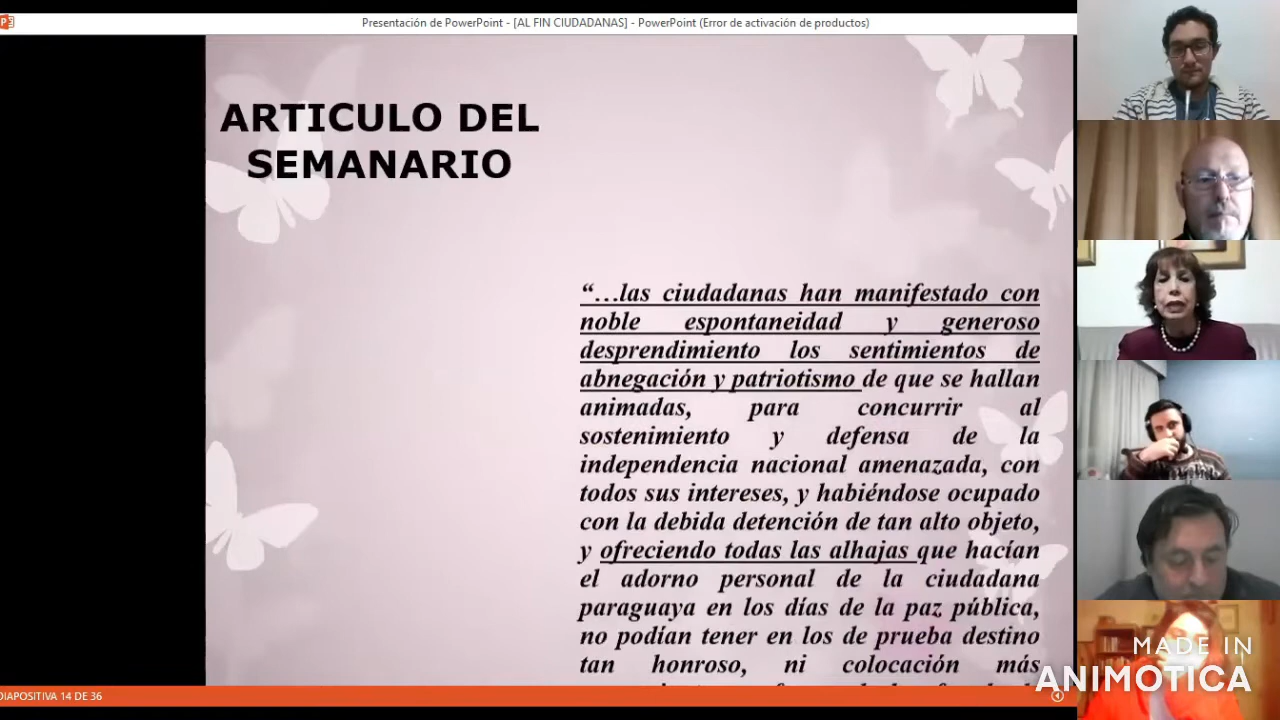 Presentación de PowerPoint - [AL FIN CIUDADANAS] - PowerPoint (Error de activación de productos)
ARTICULO DEL
SEMANARIO
“…las ciudadanas han manifestado con
noble espontaneidad y generoso
desprendimiento los sentimientos de
abnegación y patriotismo de que se hallan
animadas, para concurrir al
sostenimiento y defensa de la
independencia nacional amenazada, con
todos sus intereses, y habiéndose ocupado
con la debida detención de tan alto objeto,
y ofreciendo todas las alhajas que hacían
el adorno personal de la ciudadana
paraguaya en los días de la paz pública,
no podían tener en los de prueba destino
tan honroso, ni colocación más
DIAPOSITIVA 14 DE 36
MADE IN
ANIMOTICA